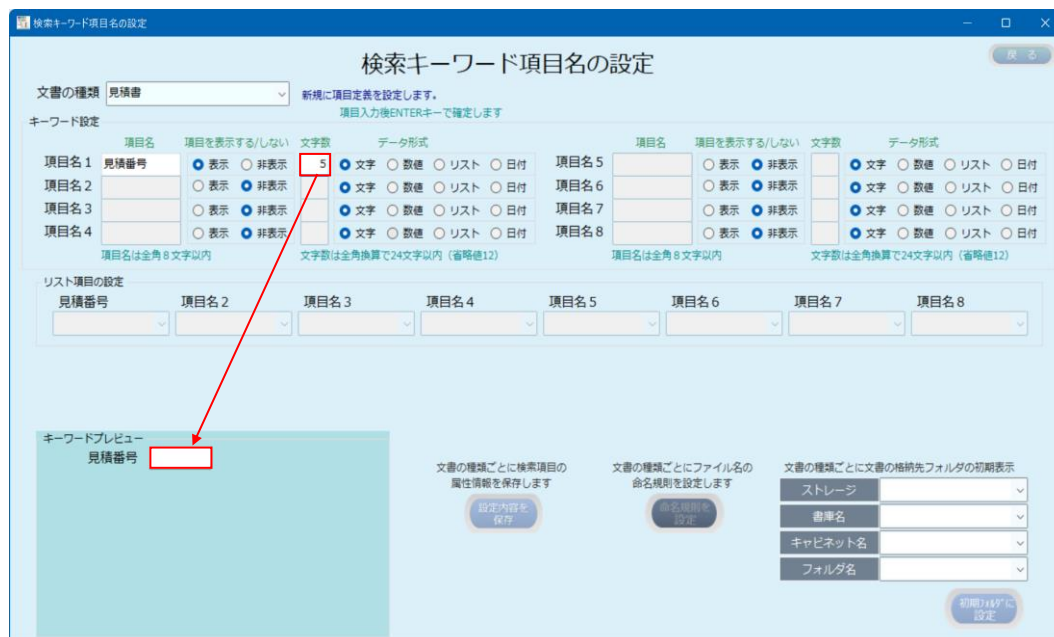 検索キーワード項目名の設定
検索キーワード項目名の設定
戻る
文書の種類 見積書 新規に項目定義を設定します。
項目入力後ENTERキーで確定します
キーワード設定
項目名 項目を表示する/しない 文字数 データ形式 項目名 項目を表示する/しない 文字数 データ形式
項目名1 見積番号 表示 非表示 5 文字 数値 リスト 日付 項目名5 表示 非表示 文字 数値 リスト 日付
項目名2 表示 非表示 文字 数値 リスト 日付 項目名6 表示 非表示 文字 数値 リスト 日付
項目名3 表示 非表示 文字 数値 リスト 日付 項目名7 表示 非表示 文字 数値 リスト 日付
項目名4 表示 非表示 文字 数値 リスト 日付 項目名8 表示 非表示 文字 数値 リスト 日付
項目名は全角8文字以内 文字数は全角換算で24文字以内（省略値12） 項目名は全角8文字以内 文字数は全角換算で24文字以内（省略値12）
リスト項目の設定
見積番号 項目名2 項目名3 項目名4 項目名5 項目名6 項目名7 項目名8
キーワードプレビュー
見積番号
文書の種類ごとに検索項目の
属性情報を保存します
設定内容を
保存
文書の種類ごとにファイル名の
命名規則を設定します
命名規則を
設定
文書の種類ごとに文書の格納先フォルダの初期表示
ストレージ
書庫名
キャビネット名
フォルダ名
初期ﾌｫﾙﾀﾞに
設定